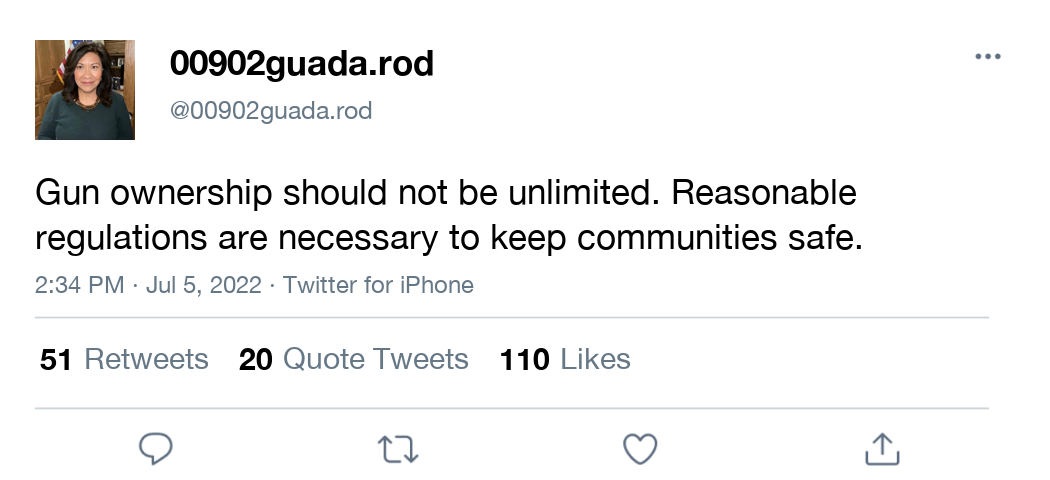 00902guada.rod
@00902guada.rod
Gun ownership should not be unlimited. Reasonable
regulations are necessary to keep communities safe.
2:34 PM · Jul 5, 2022 · Twitter for iPhone
51 Retweets 20 Quote Tweets 110 Likes